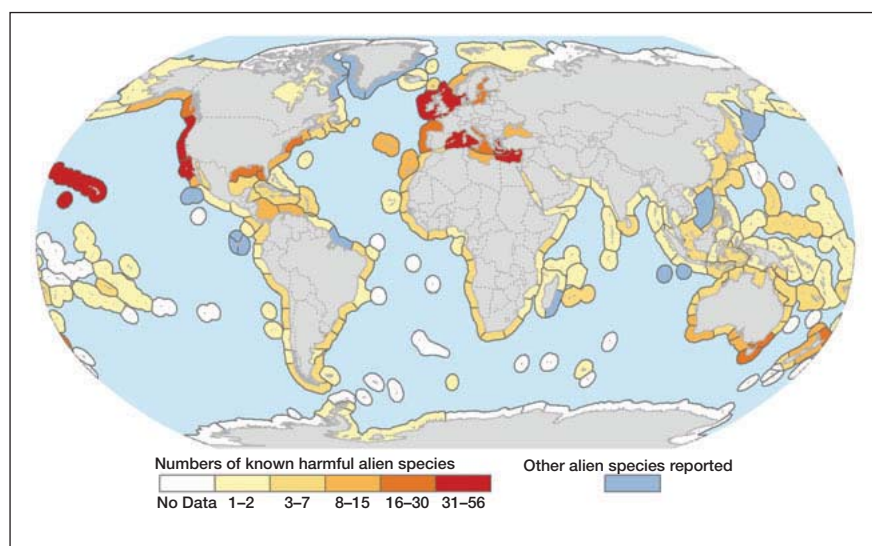 Numbers of known harmful alien species
Other alien species reported
No Data 1–2 3–7 8–15 16–30 31–56